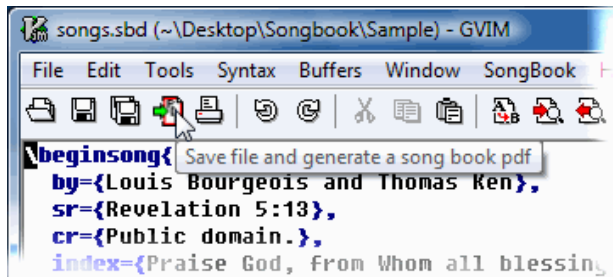 songs.sbd (~\Desktop\Songbook\Sample) - GVIM
File Edit Tools Syntax Buffers Window SongBook
\beginsong{
Save file and generate a song book pdf
by={Louis Bourgeois and Thomas Ken},
sr={Revelation 5:13},
cr={Public domain.},
index={Praise God, from Whom all blessing